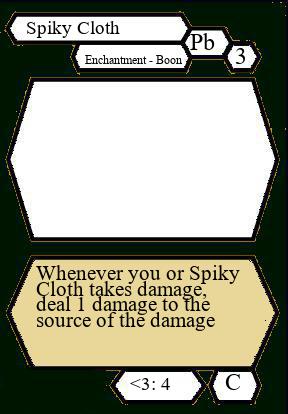 Spiky Cloth
Pb
Enchantment - Boon
3
Whenever you or Spiky
Cloth takes damage,
deal 1 damage to the
source of the damage
<3: 4
C